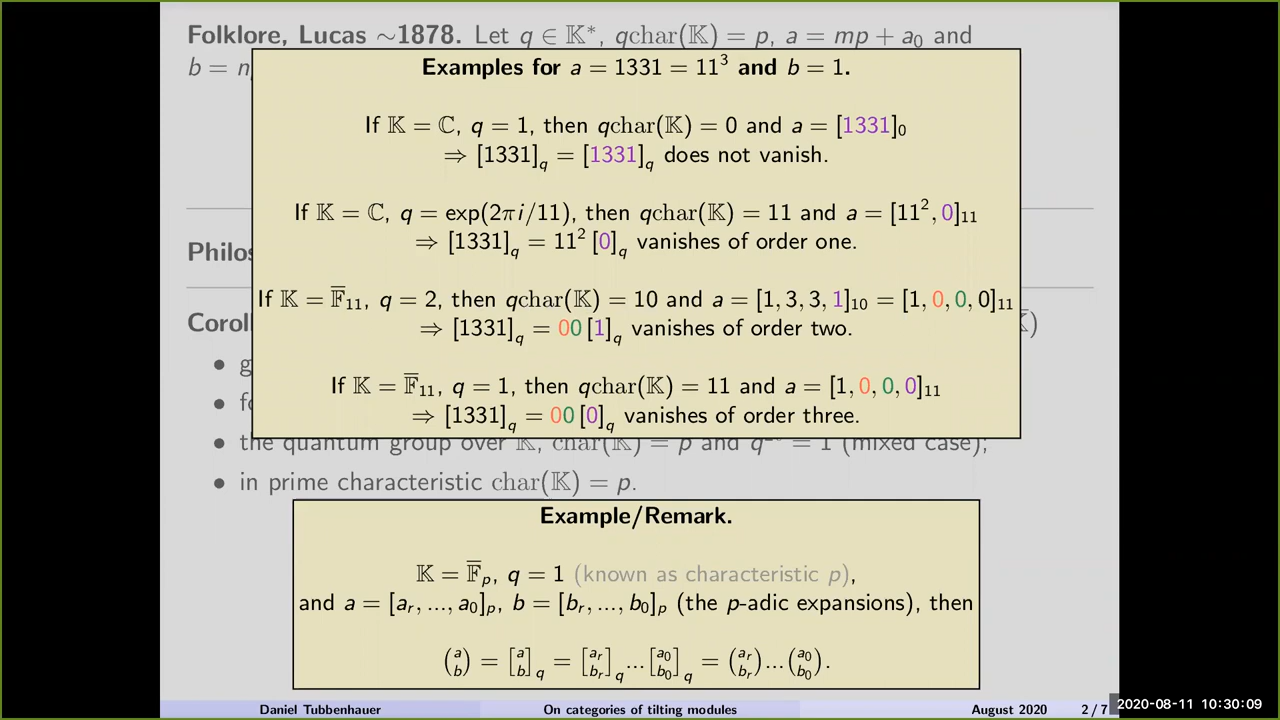 Folklore, Lucas ∼1878. Let q ∈ 𝕂*, qchar(𝕂) = p, a = mp + a₀ and
b = n
Examples for a = 1331 = 11³ and b = 1.
If 𝕂 = ℂ, q = 1, then qchar(𝕂) = 0 and a = [1331]₀
⇒ [1331]_q = [1331]_q does not vanish.
If 𝕂 = ℂ, q = exp(2πi/11), then qchar(𝕂) = 11 and a = [11², 0]₁₁
⇒ [1331]_q = 11² [0]_q vanishes of order one.
Philos
If 𝕂 = F̅₁₁, q = 2, then qchar(𝕂) = 10 and a = [1, 3, 3, 1]₁₀ = [1, 0, 0, 0]₁₁
Coroll
⇒ [1331]_q = 00 [1]_q vanishes of order two.
• g
If 𝕂 = F̅₁₁, q = 1, then qchar(𝕂) = 11 and a = [1, 0, 0, 0]₁₁
• fo
⇒ [1331]_q = 00 [0]_q vanishes of order three.
• the quantum group over 𝕂, char(𝕂) = p and q = 1 (mixed case);
• in prime characteristic char(𝕂) = p.
Example/Remark.
𝕂 = F̅_p, q = 1 (known as characteristic p),
and a = [a_r, ..., a₀]_p, b = [b_r, ..., b₀]_p (the p-adic expansions), then
(a b) = [a b]_q = [a_r b_r]_q ... [a₀ b₀]_q = (a_r b_r) ... (a₀ b₀).
Daniel Tubbenhauer On categories of tilting modules August 2020 2 / 7
2020-08-11 10:30:09